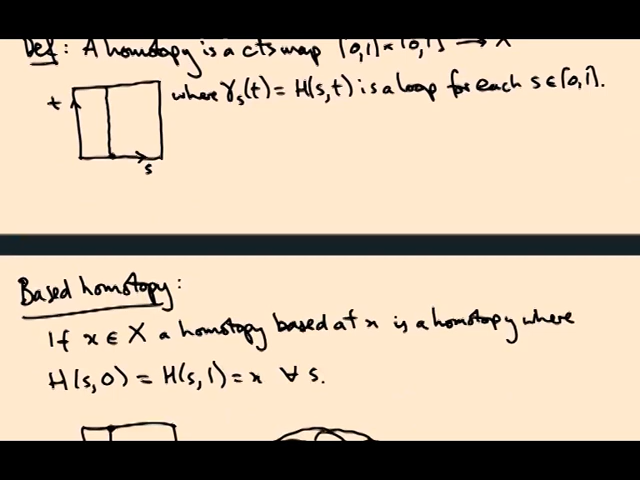 Def: A homotopy is a cts map [0,1] × [0,1] → X
where γₛ(t) = H(s,t) is a loop for each s ∈ [0,1].
t
s
Based homotopy:
If x ∈ X a homotopy based at x is a homotopy where
H(s,0) = H(s,1) = x ∀ s.